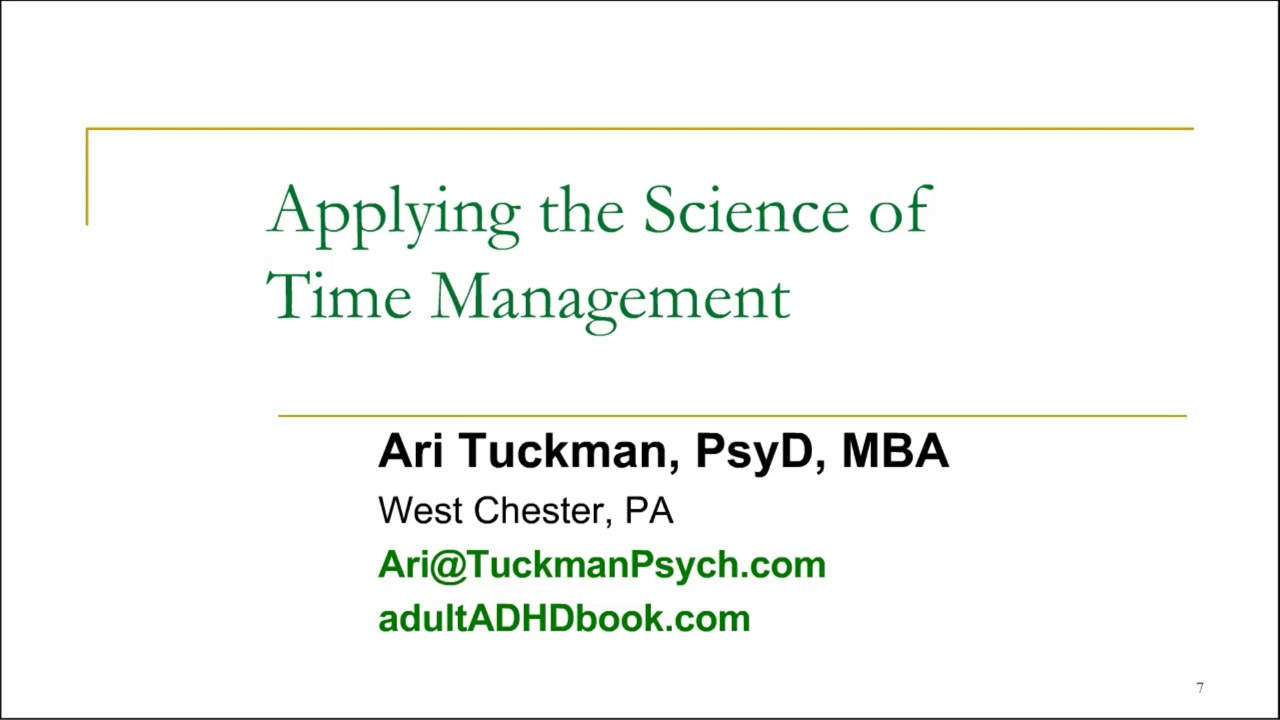 Applying the Science of
Time Management
Ari Tuckman, PsyD, MBA
West Chester, PA
Ari@TuckmanPsych.com
adultADHDbook.com
7